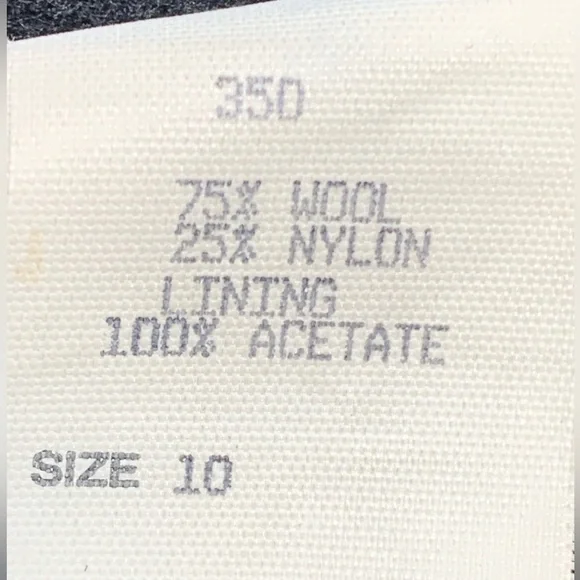 350
75% WOOL
25% NYLON
LINING
100% ACETATE
SIZE 10